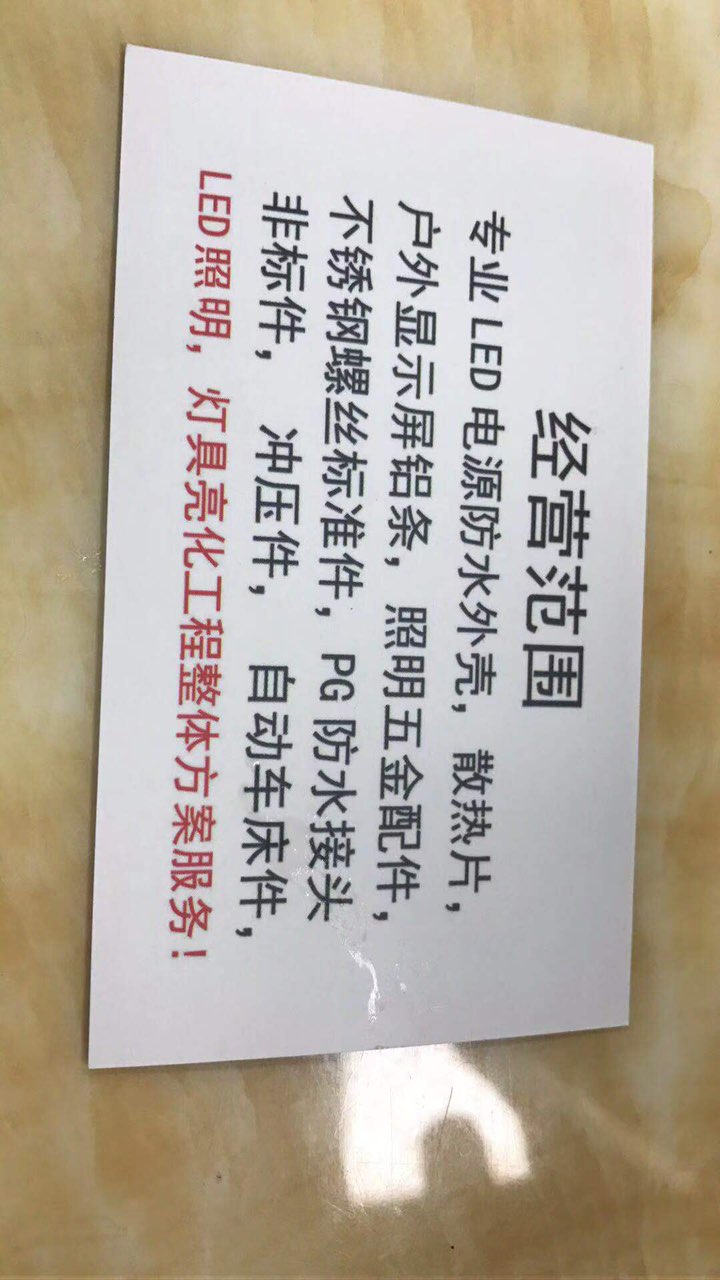 经营范围
专业 LED 电源防水外壳，散热片，
户外显示屏铝条，照明五金配件，
不锈钢螺丝标准件，PG 防水接头
非标件， 冲压件， 自动车床件，
LED 照明，灯具亮化工程整体方案服务！